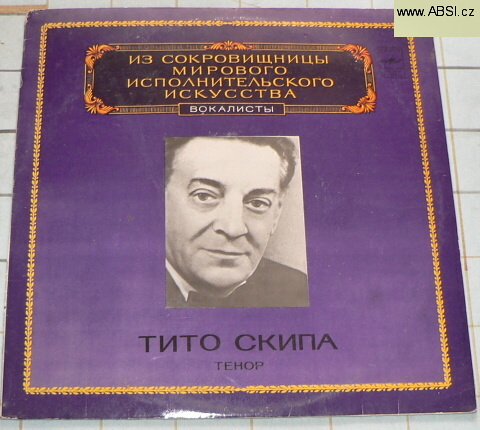 www.ABSI.cz
ИЗ СОКРОВИЩНИЦЫ
МИРОВОГО
ИСПОЛНИТЕЛЬСКОГО
ИСКУССТВА
ВОКАЛИСТЫ
ТИТО СКИПА
ТЕНОР